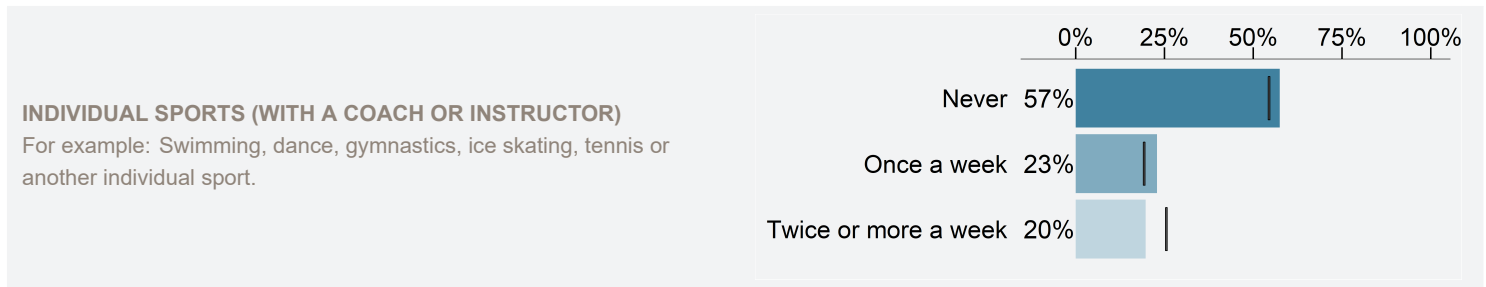 INDIVIDUAL SPORTS (WITH A COACH OR INSTRUCTOR)
For example: Swimming, dance, gymnastics, ice skating, tennis or
another individual sport.
0% 25% 50% 75% 100%
Never 57%
Once a week 23%
Twice or more a week 20%